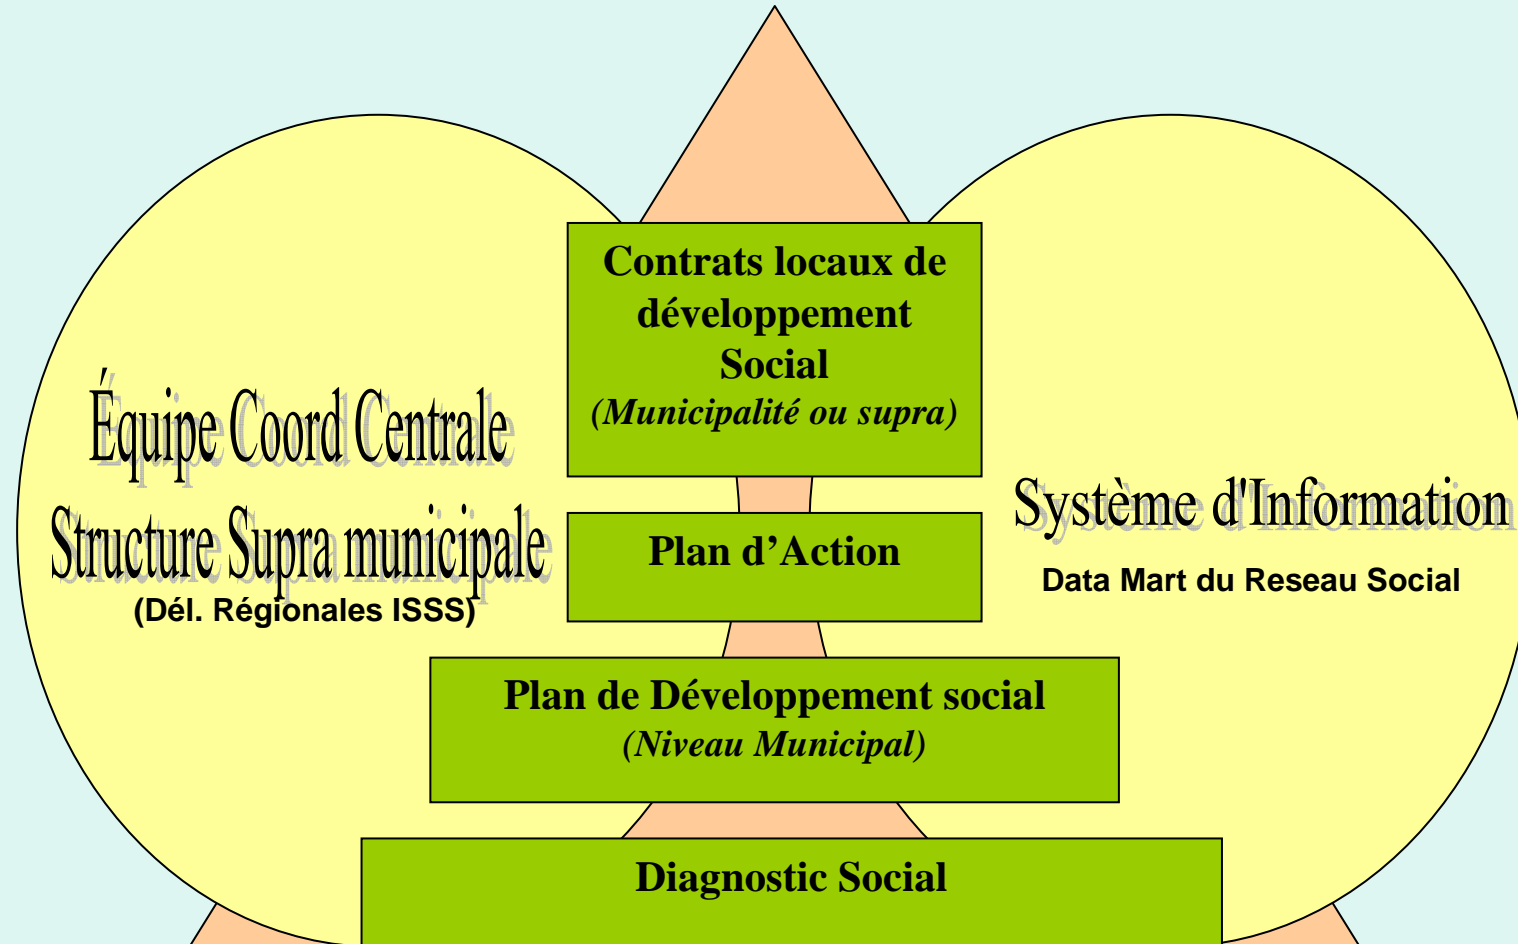 Contrats locaux de
développement
Social
(Municipalité ou supra)
Équipe Coord Centrale
Structure Supra municipale
(Dél. Régionales ISSS)
Système d'Information
Data Mart du Reseau Social
Plan d’Action
Plan de Développement social
(Niveau Municipal)
Diagnostic Social